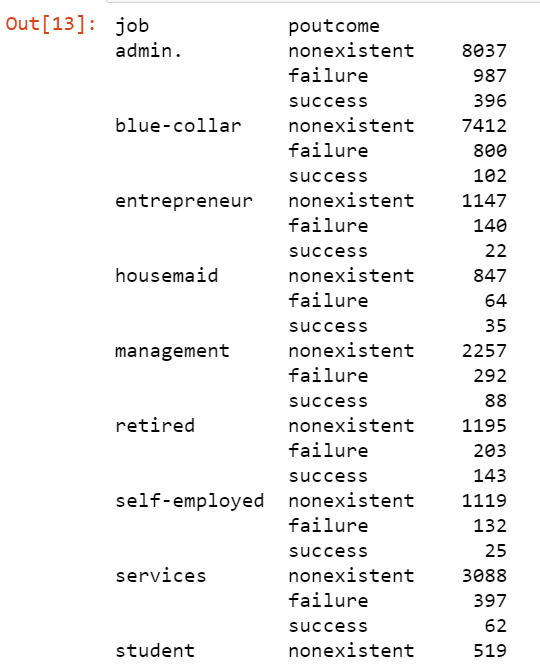 Out[13]: job poutcome
admin. nonexistent 8037
failure 987
success 396
blue-collar nonexistent 7412
failure 800
success 102
entrepreneur nonexistent 1147
failure 140
success 22
housemaid nonexistent 847
failure 64
success 35
management nonexistent 2257
failure 292
success 88
retired nonexistent 1195
failure 203
success 143
self-employed nonexistent 1119
failure 132
success 25
services nonexistent 3088
failure 397
success 62
student nonexistent 519